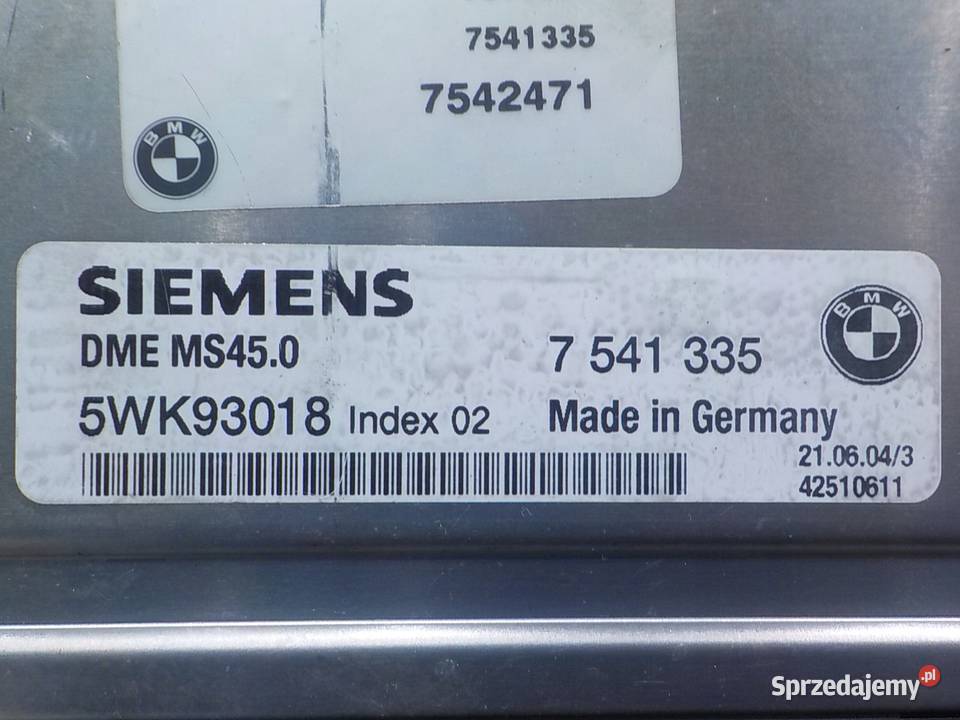 7541335
7542471
BMW
SIEMENS
DME MS45.0
7 541 335
BMW
5WK93018 Index 02
Made in Germany
21.06.04/3
42510611
Sprzedajemy.pl